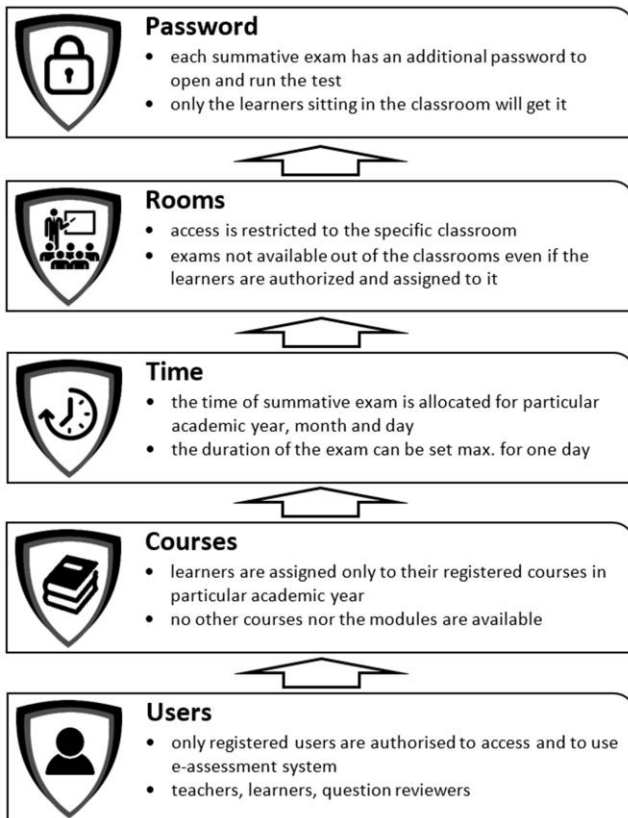 Password
• each summative exam has an additional password to
open and run the test
• only the learners sitting in the classroom will get it
Rooms
• access is restricted to the specific classroom
• exams not available out of the classrooms even if the
learners are authorized and assigned to it
Time
• the time of summative exam is allocated for particular
academic year, month and day
• the duration of the exam can be set max. for one day
Courses
• learners are assigned only to their registered courses in
particular academic year
• no other courses nor the modules are available
Users
• only registered users are authorised to access and to use
e-assessment system
• teachers, learners, question reviewers